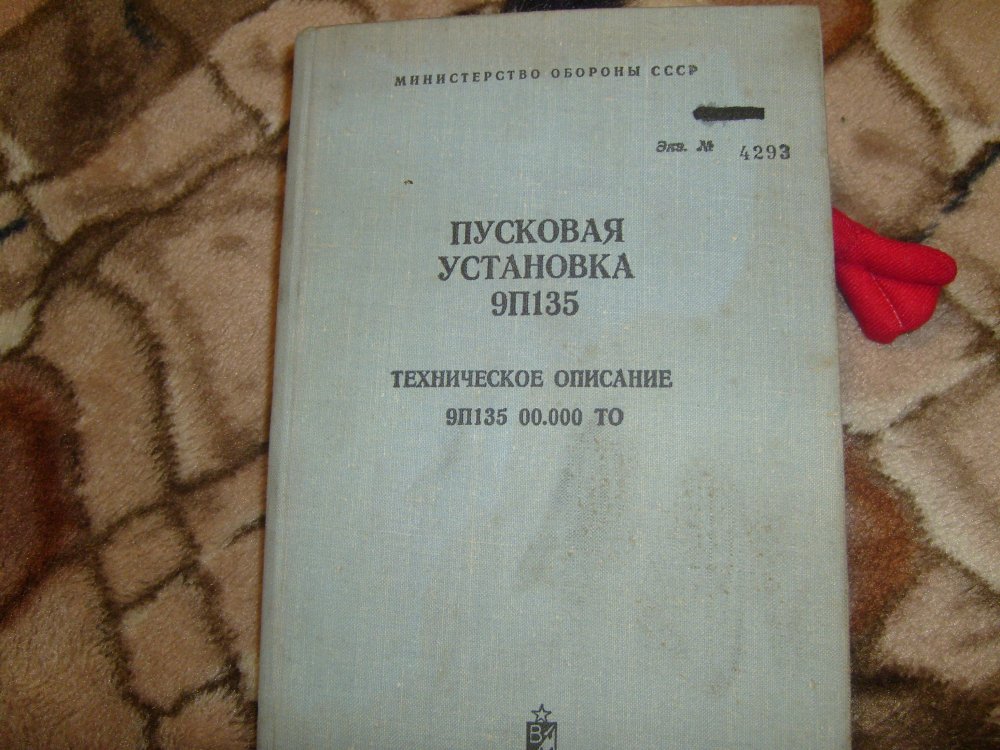 МИНИСТЕРСТВО ОБОРОНЫ СССР
Экз. № 4293
ПУСКОВАЯ
УСТАНОВКА
9П135
ТЕХНИЧЕСКОЕ ОПИСАНИЕ
9П135 00.000 ТО
В